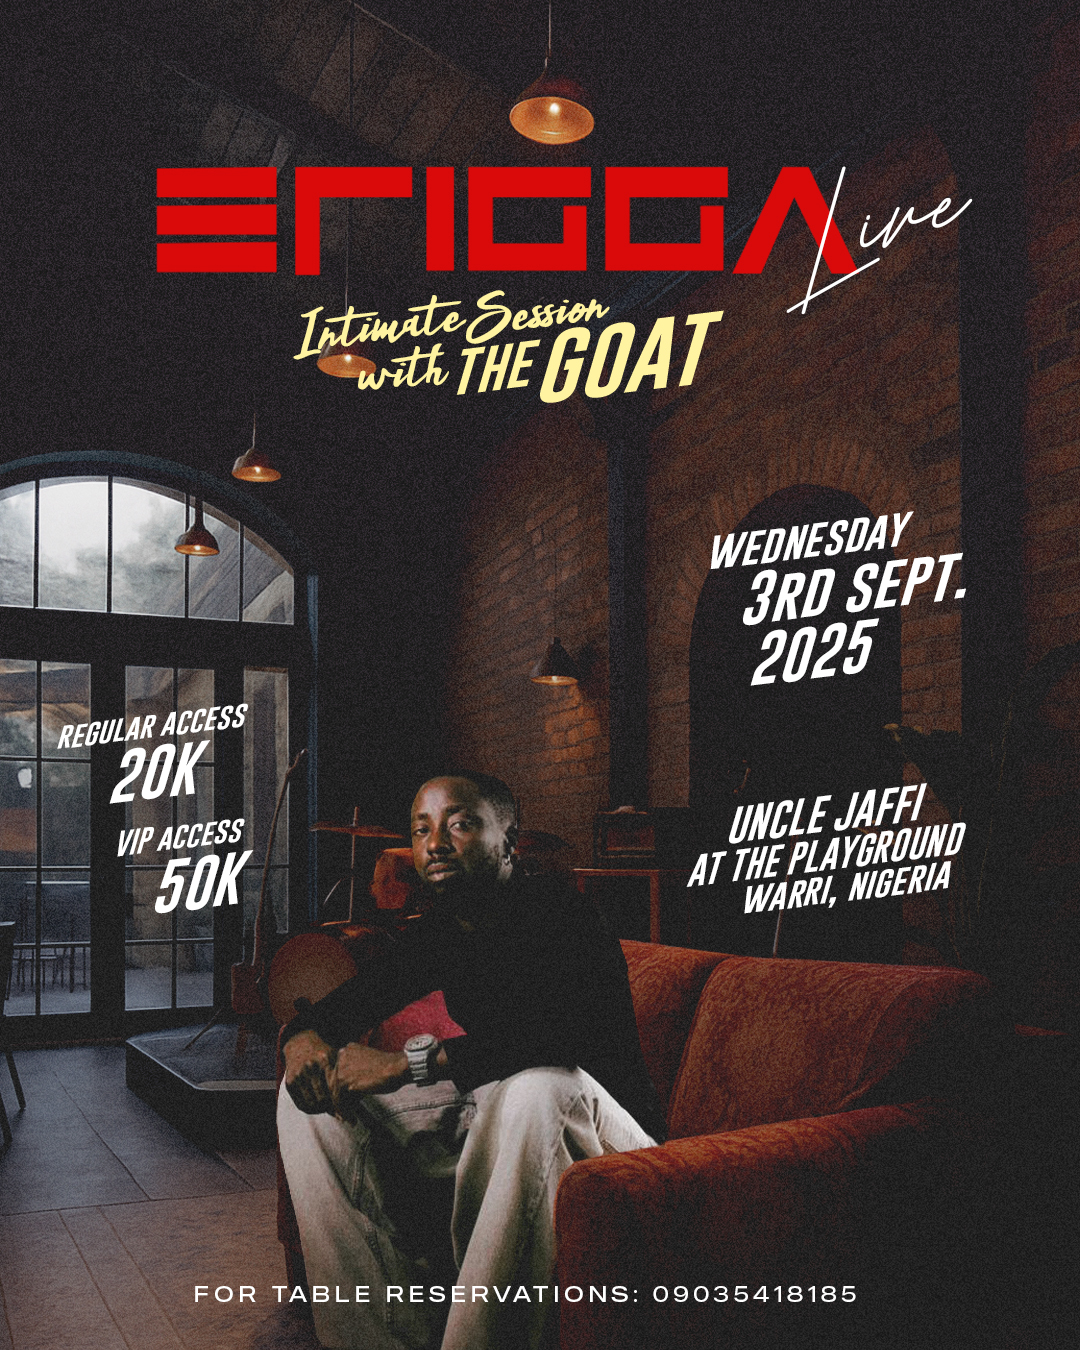 ERIGGA Live
Intimate Session
with THE GOAT
WEDNESDAY
3RD SEPT.
2025
REGULAR ACCESS
20K
VIP ACCESS
50K
UNCLE JAFFI
AT THE PLAYGROUND
WARRI, NIGERIA
FOR TABLE RESERVATIONS: 09035418185